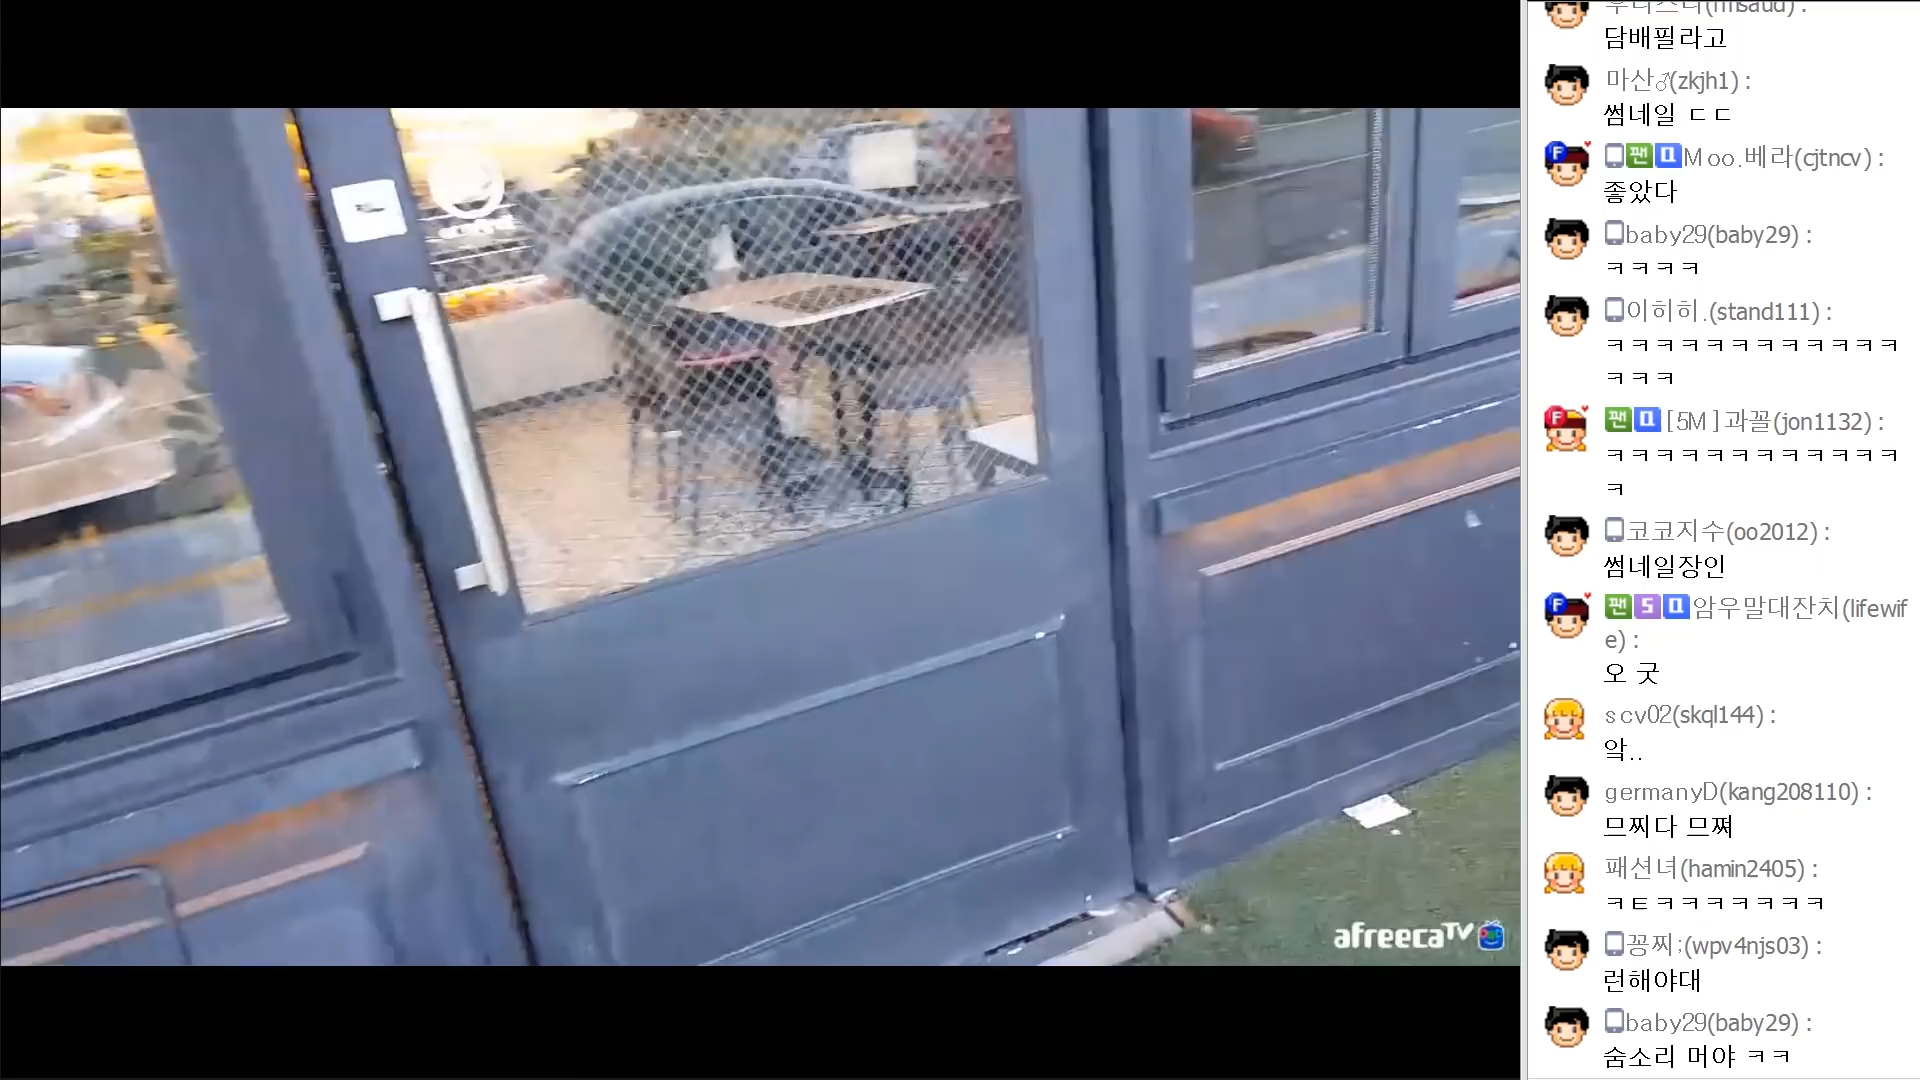 담배필라고
마산♂(zkjh1) :
썸네일 ㄷㄷ
팬 Q Moo.베라(cjtncv) :
좋았다
baby29(baby29) :
ㅋㅋㅋㅋ
이히히.(stand111) :
ㅋㅋㅋㅋㅋㅋㅋㅋㅋㅋㅋㅋ
ㅋㅋㅋ
팬 Q [5M]과꼴(jon1132) :
ㅋㅋㅋㅋㅋㅋㅋㅋㅋㅋㅋㅋ
ㅋ
코코지수(oo2012) :
썸네일장인
팬 S Q 암우말대잔치(lifewif
e) :
오 굿
scv02(skql144) :
앜..
germanyD(kang208110) :
므찌다 므쪄
패션녀(hamin2405) :
ㅋㅌㅋㅋㅋㅋㅋㅋㅋ
꽁찌;(wpv4njs03) :
런해야대
baby29(baby29) :
숨소리 머야 ㅋㅋ
afreecaTV